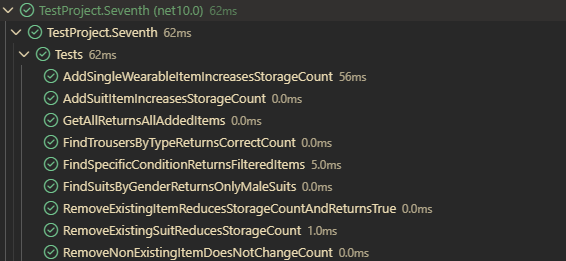 TestProject.Seventh (net10.0) 62ms
TestProject.Seventh 62ms
Tests 62ms
AddSingleWearableItemIncreasesStorageCount 56ms
AddSuitItemIncreasesStorageCount 0.0ms
GetAllReturnsAllAddedItems 0.0ms
FindTrousersByTypeReturnsCorrectCount 0.0ms
FindSpecificConditionReturnsFilteredItems 5.0ms
FindSuitsByGenderReturnsOnlyMaleSuits 0.0ms
RemoveExistingItemReducesStorageCountAndReturnsTrue 0.0ms
RemoveExistingSuitReducesStorageCount 1.0ms
RemoveNonExistingItemDoesNotChangeCount 0.0ms